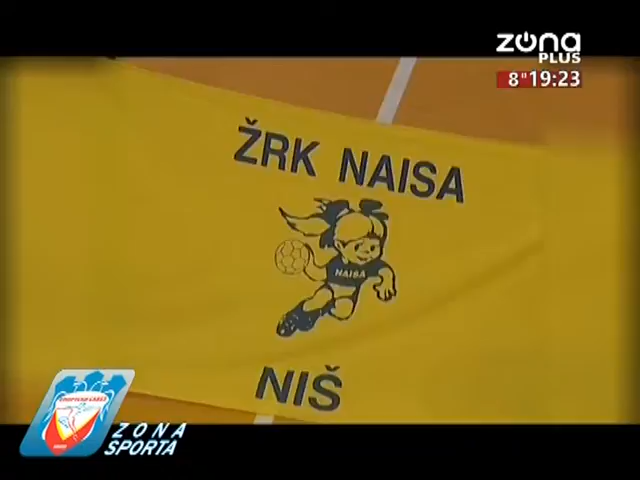 zona
PLUS
8" 19:23
ŽRK NAISA
NAISA
NIŠ
ZONA
SPORTA